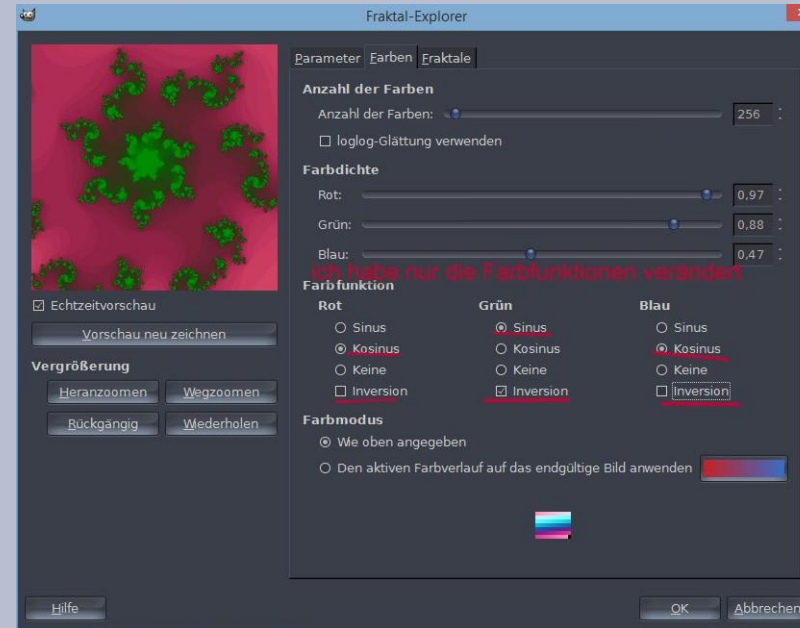 Fraktal-Explorer
Parameter Farben Fraktale
Anzahl der Farben
Anzahl der Farben: 256
loglog-Glättung verwenden
Farbdichte
Rot: 0,97
Grün: 0,88
Blau: 0,47
ich habe nur die Farbfunktionen verändert
Farbfunktion
Rot Grün Blau
Sinus Sinus Sinus
Kosinus Kosinus Kosinus
Keine Keine Keine
Inversion Inversion Inversion
Farbmodus
Wie oben angegeben
Den aktiven Farbverlauf auf das endgültige Bild anwenden
Echtzeitvorschau
Vorschau neu zeichnen
Vergrößerung
Heranzoomen Wegzoomen
Rückgängig Wiederholen
Hilfe OK Abbrechen